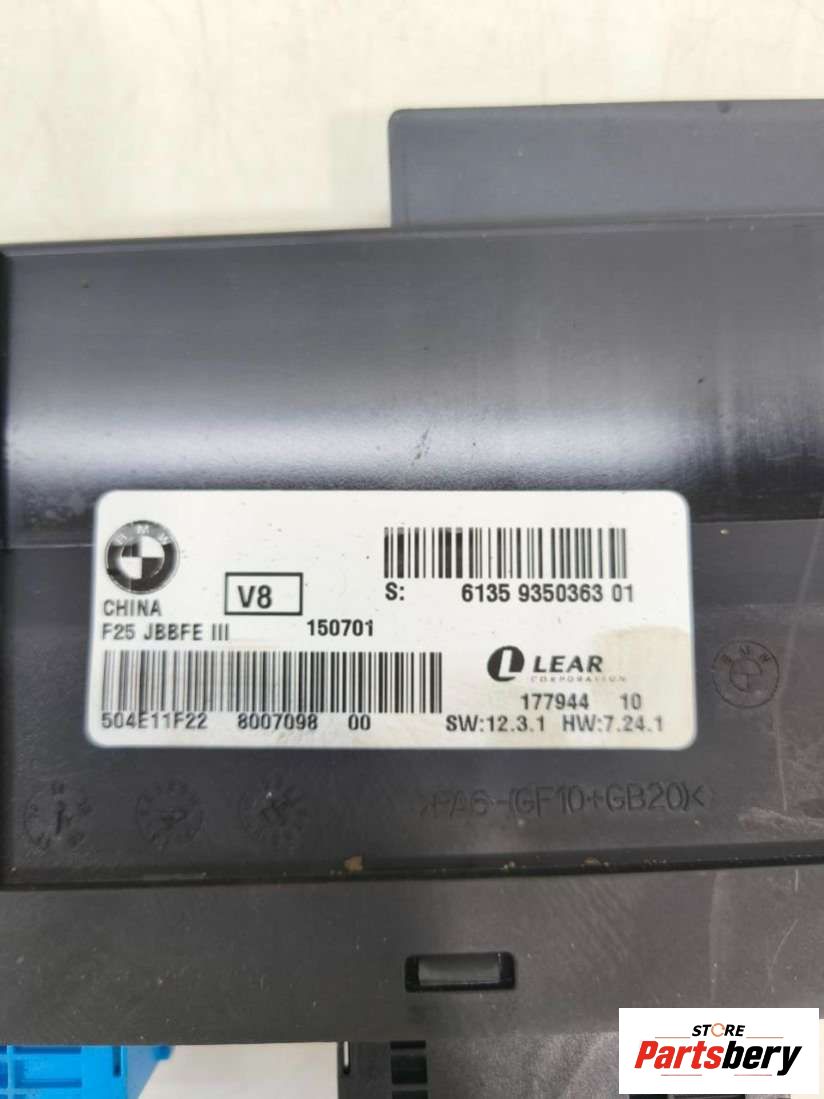 BMW
CHINA
V8
S: 6135 9350363 01
F25 JBBFE III 150701
LEAR
CORPORATION
504E11F22 8007098 00
177944 10
SW:12.3.1 HW:7.24.1
BMW
>PA6-(GF10+GB20)<
STORE
Partsbery